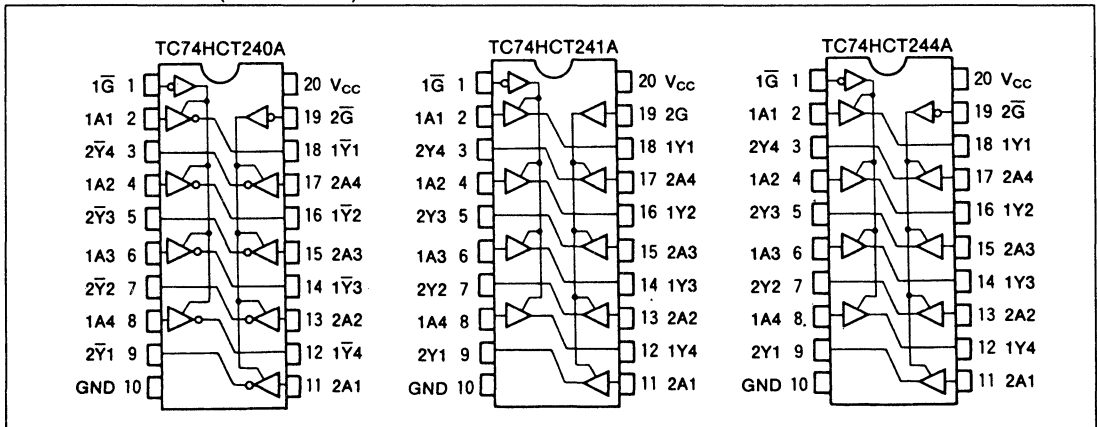 TC74HCT240A
1G̅ 1 20 VCC
1A1 2 19 2G̅
2Y̅4 3 18 1Y̅1
1A2 4 17 2A4
2Y̅3 5 16 1Y̅2
1A3 6 15 2A3
2Y̅2 7 14 1Y̅3
1A4 8 13 2A2
2Y̅1 9 12 1Y̅4
GND 10 11 2A1
TC74HCT241A
1G̅ 1 20 VCC
1A1 2 19 2G
2Y4 3 18 1Y1
1A2 4 17 2A4
2Y3 5 16 1Y2
1A3 6 15 2A3
2Y2 7 14 1Y3
1A4 8 13 2A2
2Y1 9 12 1Y4
GND 10 11 2A1
TC74HCT244A
1G̅ 1 20 VCC
1A1 2 19 2G̅
2Y4 3 18 1Y1
1A2 4 17 2A4
2Y3 5 16 1Y2
1A3 6 15 2A3
2Y2 7 14 1Y3
1A4 8 13 2A2
2Y1 9 12 1Y4
GND 10 11 2A1